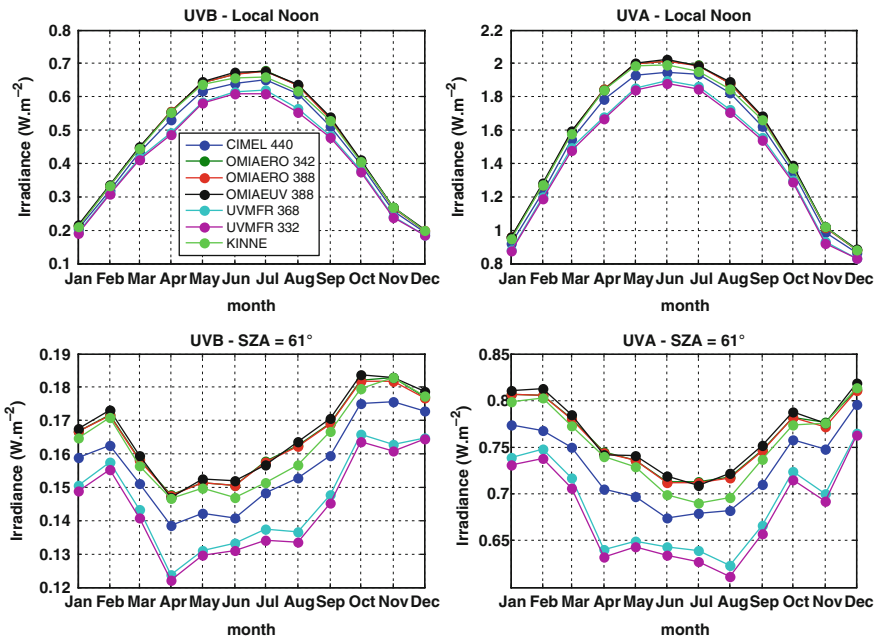 UVB - Local Noon
Irradiance (W.m⁻²)
0.8
0.7
0.6
0.5
0.4
0.3
0.2
0.1
CIMEL 440
OMIAERO 342
OMIAERO 388
OMIAEUV 388
UVMFR 368
UVMFR 332
KINNE
Jan Feb Mar Apr May Jun Jul Aug Sep Oct Nov Dec
month
UVA - Local Noon
Irradiance (W.m⁻²)
2.2
2
1.8
1.6
1.4
1.2
1
0.8
Jan Feb Mar Apr May Jun Jul Aug Sep Oct Nov Dec
month
UVB - SZA = 61°
Irradiance (W.m⁻²)
0.19
0.18
0.17
0.16
0.15
0.14
0.13
0.12
Jan Feb Mar Apr May Jun Jul Aug Sep Oct Nov Dec
month
UVA - SZA = 61°
Irradiance (W.m⁻²)
0.85
0.8
0.75
0.7
0.65
Jan Feb Mar Apr May Jun Jul Aug Sep Oct Nov Dec
month